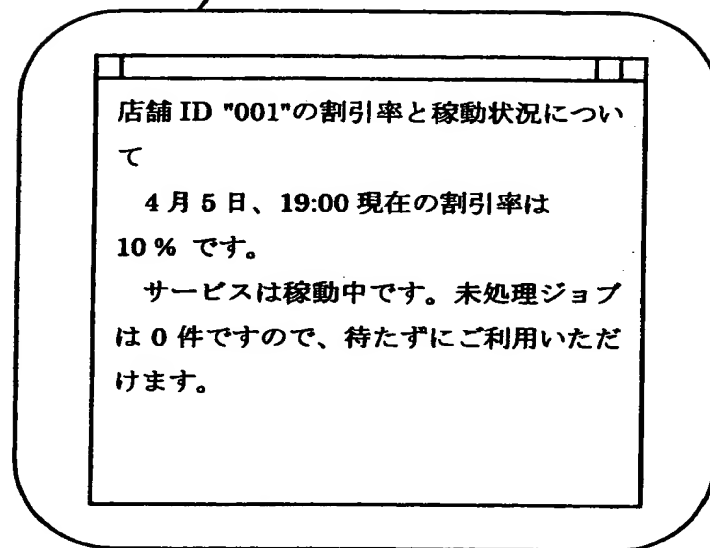 店舗 ID "001"の割引率と稼動状況につい
て
4 月 5 日、19:00 現在の割引率は
10 % です。
サービスは稼動中です。未処理ジョブ
は 0 件ですので、待たずにご利用いただ
けます。